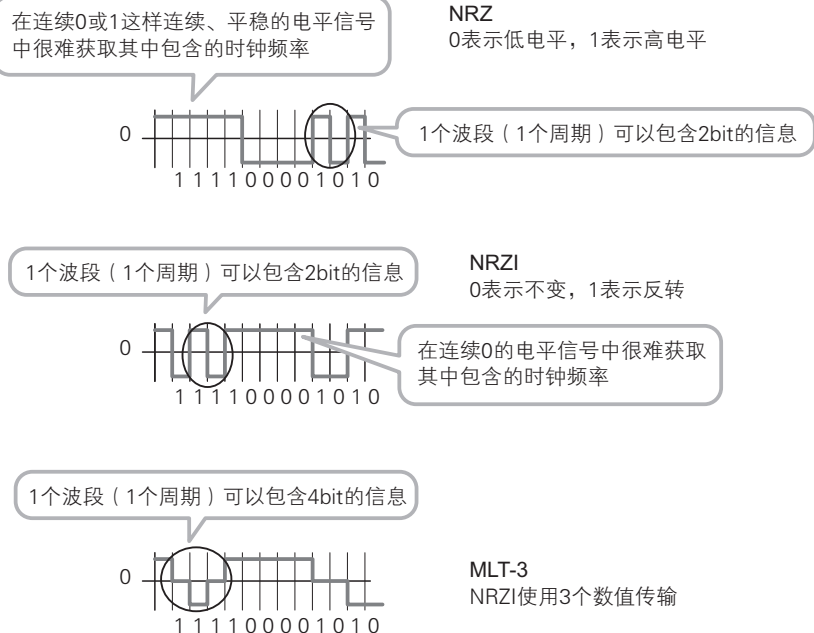 在连续0或1这样连续、平稳的电平信号
中很难获取其中包含的时钟频率
NRZ
0表示低电平，1表示高电平
0
1个波段（1个周期）可以包含2bit的信息
1 1 1 1 0 0 0 0 1 0 1 0
1个波段（1个周期）可以包含2bit的信息
NRZI
0表示不变，1表示反转
0
在连续0的电平信号中很难获取
其中包含的时钟频率
1 1 1 1 0 0 0 0 1 0 1 0
1个波段（1个周期）可以包含4bit的信息
0
MLT-3
NRZI使用3个数值传输
1 1 1 1 0 0 0 0 1 0 1 0